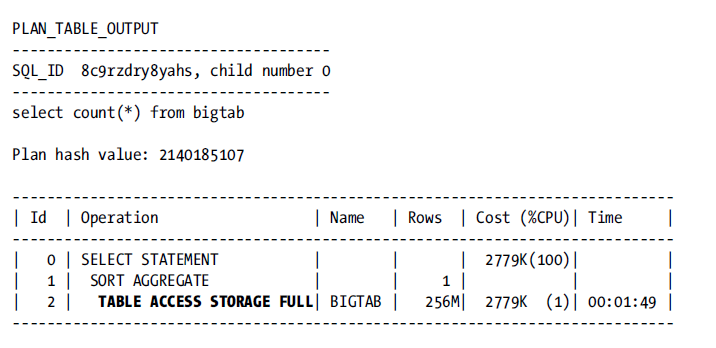 PLAN_TABLE_OUTPUT
-----------------------------------
SQL_ID  8c9rzdry8yahs, child number 0
-----------------------------------
select count(*) from bigtab

Plan hash value: 2140185107

-------------------------------------------------------------------------
| Id  | Operation                  | Name   | Rows  | Cost (%CPU)| Time     |
-------------------------------------------------------------------------
|   0 | SELECT STATEMENT           |        |       |  2779K(100)|          |
|   1 |  SORT AGGREGATE            |        |     1 |            |          |
|   2 |   TABLE ACCESS STORAGE FULL| BIGTAB |   256M|  2779K  (1)| 00:01:49 |
-------------------------------------------------------------------------